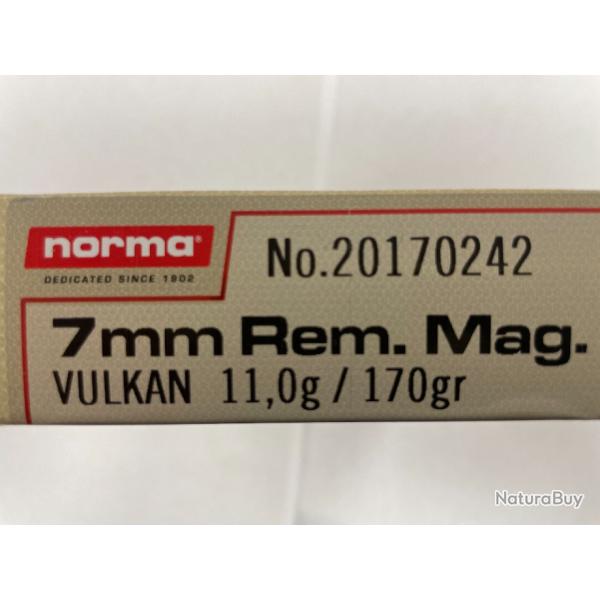 norma®
DEDICATED SINCE 1902
No.20170242
7mm Rem. Mag.
VULKAN 11,0g / 170gr
NaturaBuy